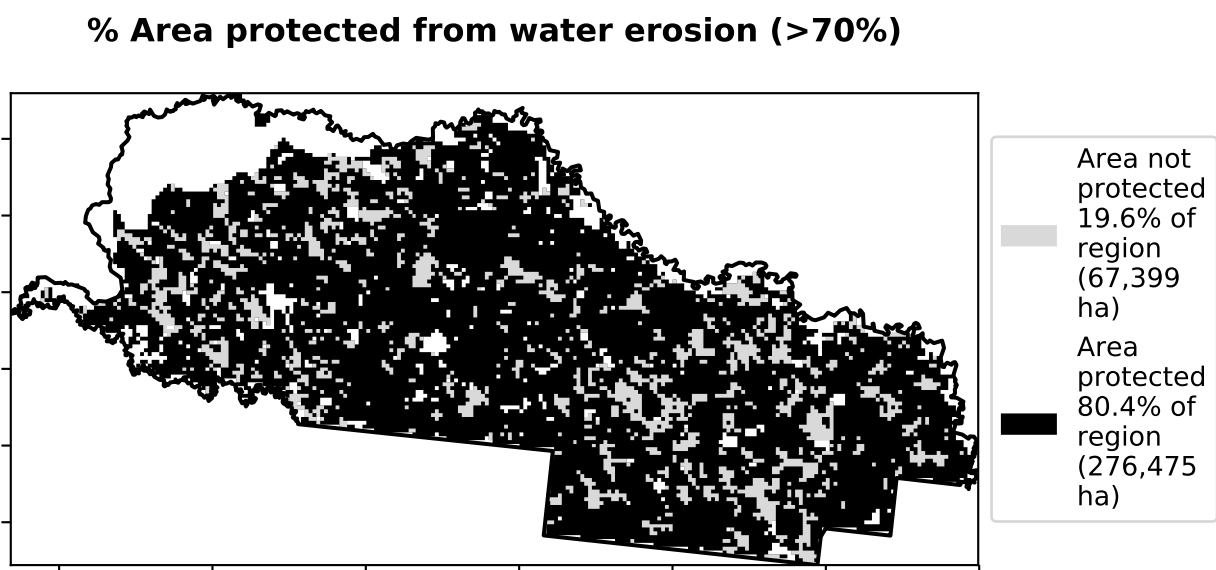 % Area protected from water erosion (>70%)
Area not
protected
19.6% of
region
(67,399
ha)
Area
protected
80.4% of
region
(276,475
ha)